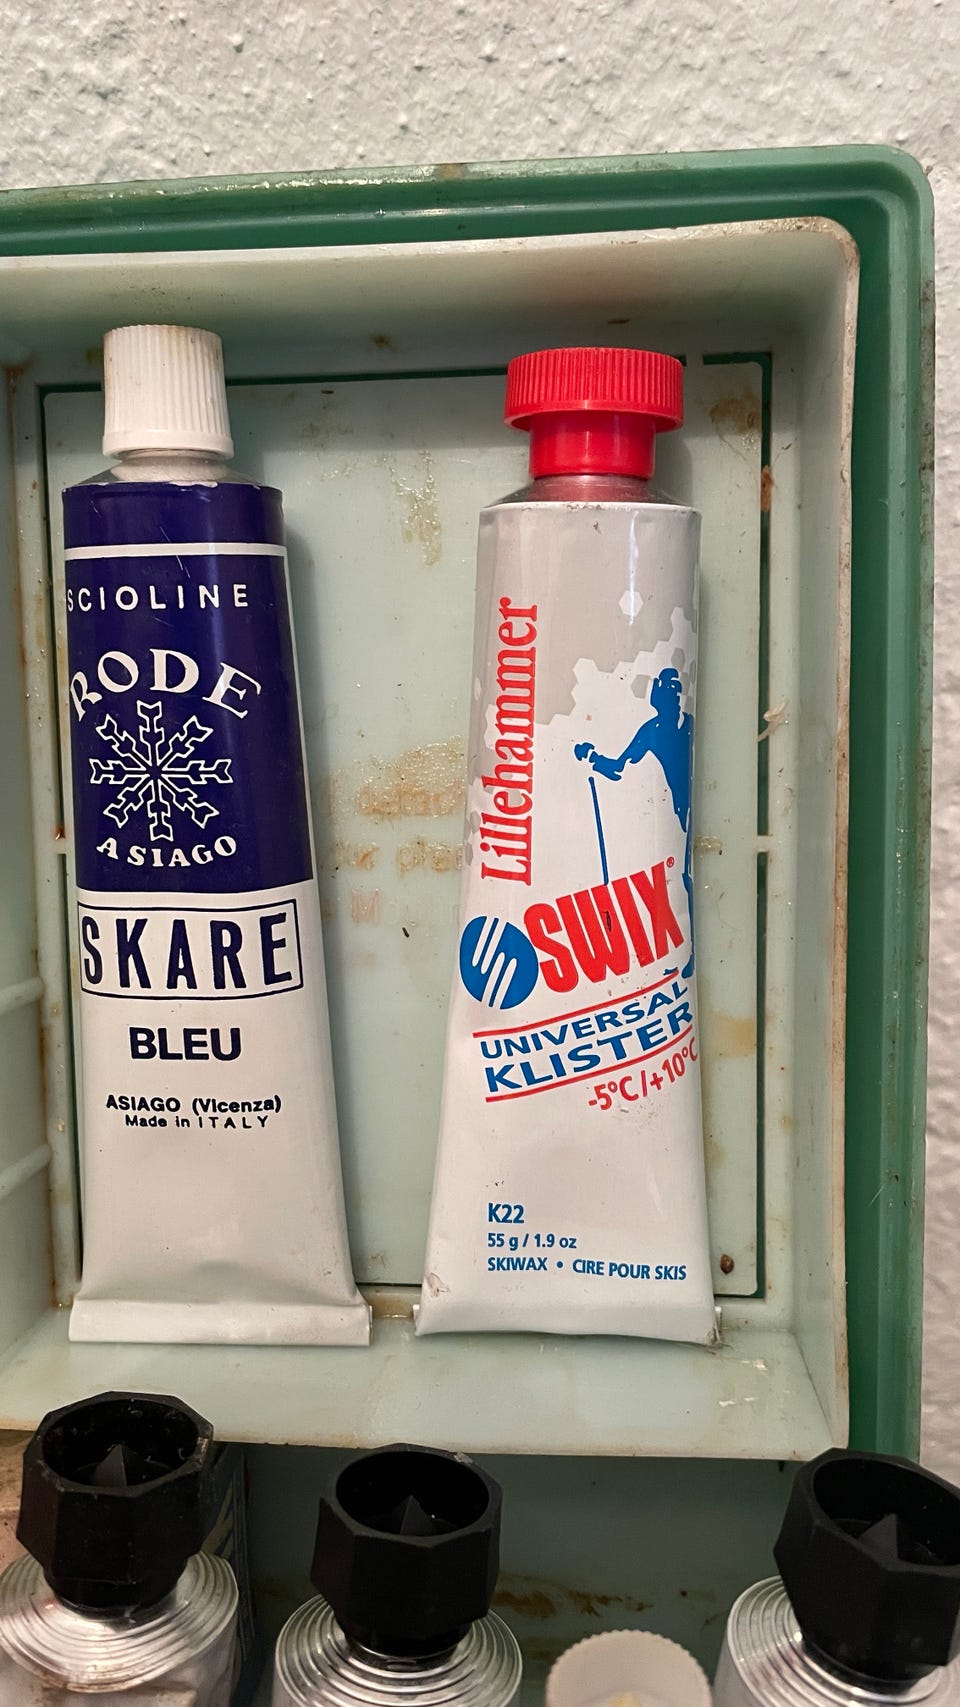 SCIOLINE
RODE
ASIAGO
SKARE
BLEU
ASIAGO (Vicenza)
Made in ITALY
Lillehammer
SWIX®
UNIVERSAL
KLISTER
-5°C/+10°C
K22
55 g / 1.9 oz
SKIWAX • CIRE POUR SKIS